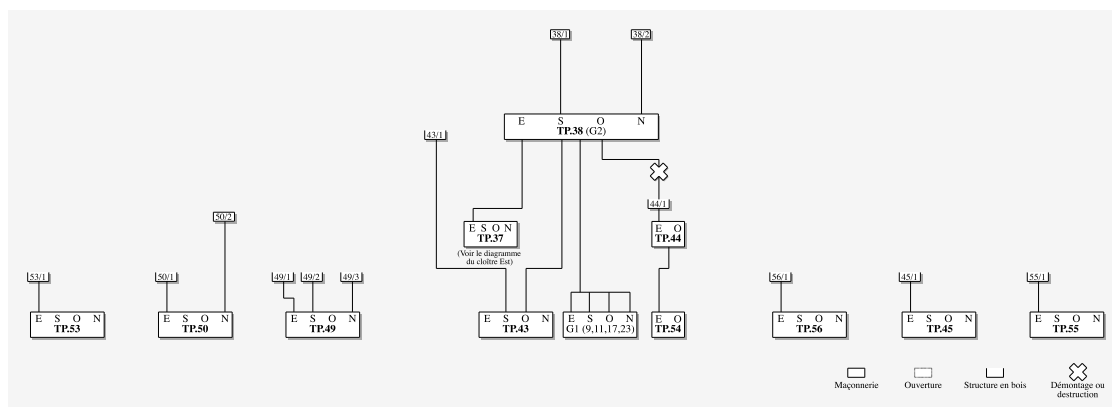 38/1
38/2
E S O N
TP.38 (G2)
43/1
44/1
50/2
E S O N
TP.37
E O
TP.44
(Voir le diagramme
du cloître Est)
53/1
50/1
49/1
49/2
49/3
56/1
45/1
55/1
E S O N
TP.53
E S O N
TP.50
E S O N
TP.49
E S O N
TP.43
E S O N
G1 (9,11,17,23)
E O
TP.54
E S O N
TP.56
E S O N
TP.45
E S O N
TP.55
Maçonnerie
Ouverture
Structure en bois
Démontage ou
destruction